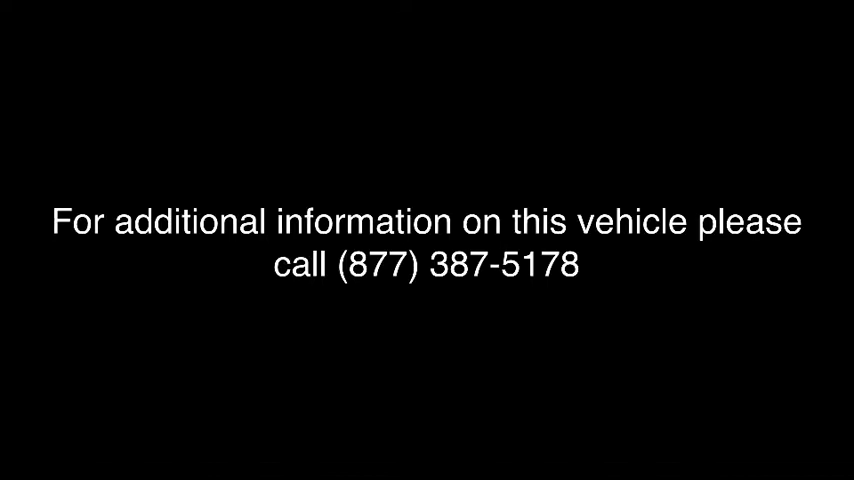 For additional information on this vehicle please
call (877) 387-5178